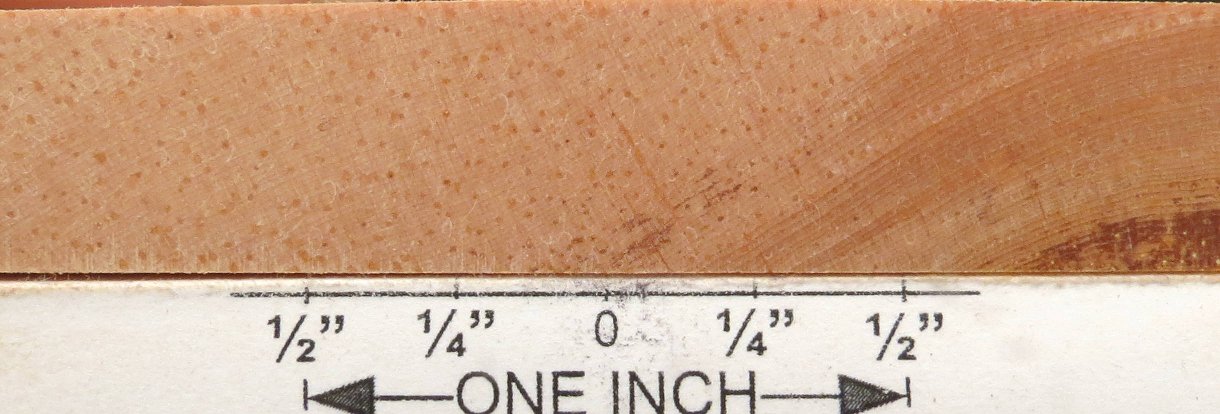 ½” ¼” 0 ¼” ½”
ONE INCH